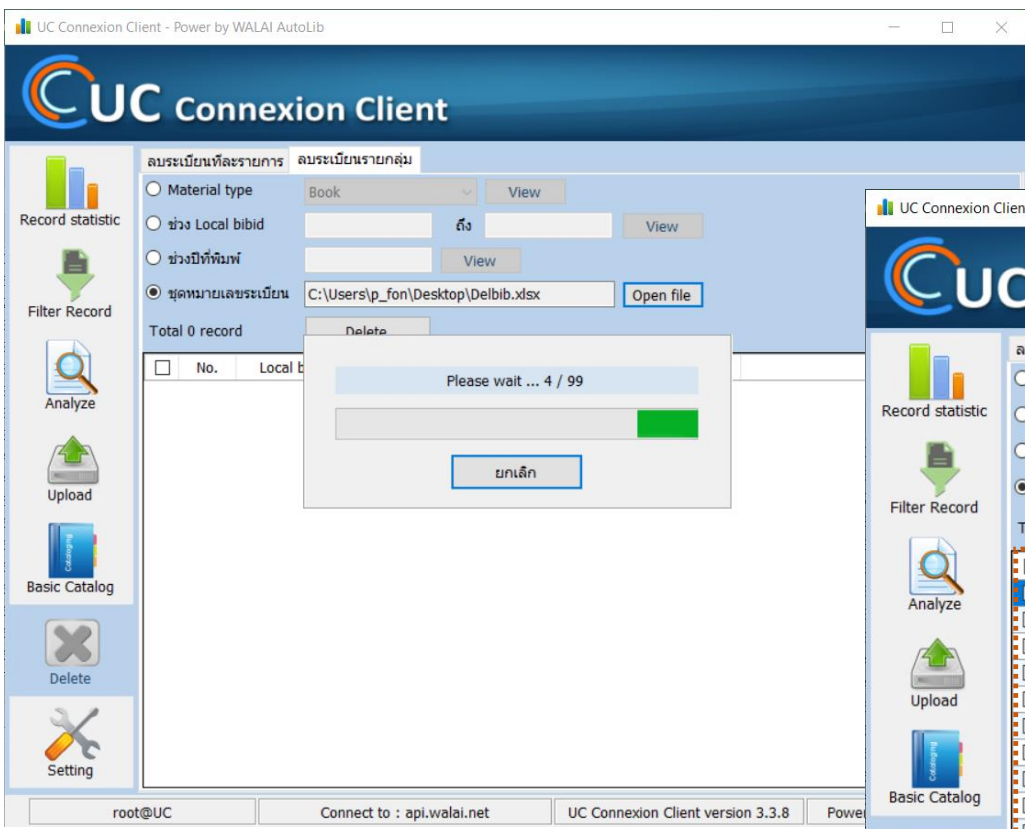 UC Connexion Client - Power by WALAI AutoLib
UC Connexion Client
ลบระเบียนทีละรายการ ลบระเบียนรายกลุ่ม
Material type Book View
ช่วง Local bibid ถึง View
ช่วงปีที่พิมพ์ View
ชุดหมายเลขระเบียน C:\Users\p_fon\Desktop\Delbib.xlsx Open file
Total 0 record Delete
No. Local b
Please wait ... 4 / 99
ยกเลิก
Record statistic
Filter Record
Analyze
Upload
Cataloging
Basic Catalog
Delete
Setting
root@UC Connect to : api.walai.net UC Connexion Client version 3.3.8 Powe
UC Connexion Clien
UC
ล
Record statistic
Filter Record
T
Analyze
Upload
Cataloging
Basic Catalog